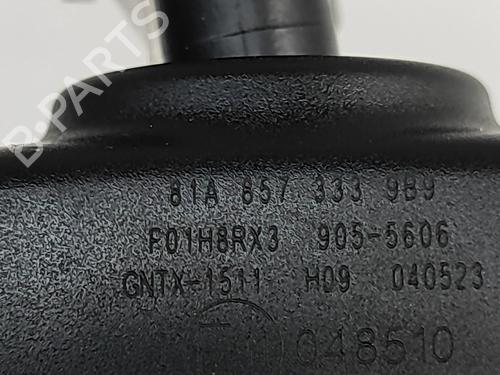 B-PARTS
81A 857 333 9B9
F01H8RX3 905-5606
GNTX-1511 H09 040523
048510